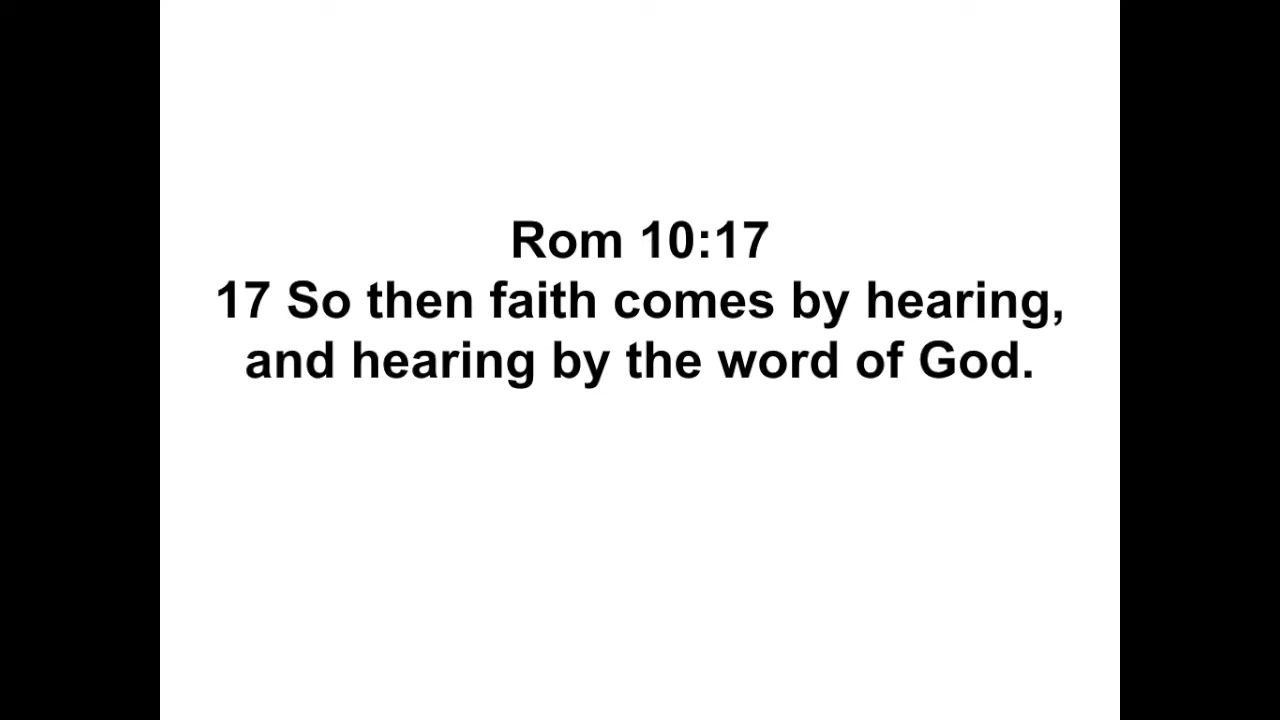 Rom 10:17
17 So then faith comes by hearing,
and hearing by the word of God.